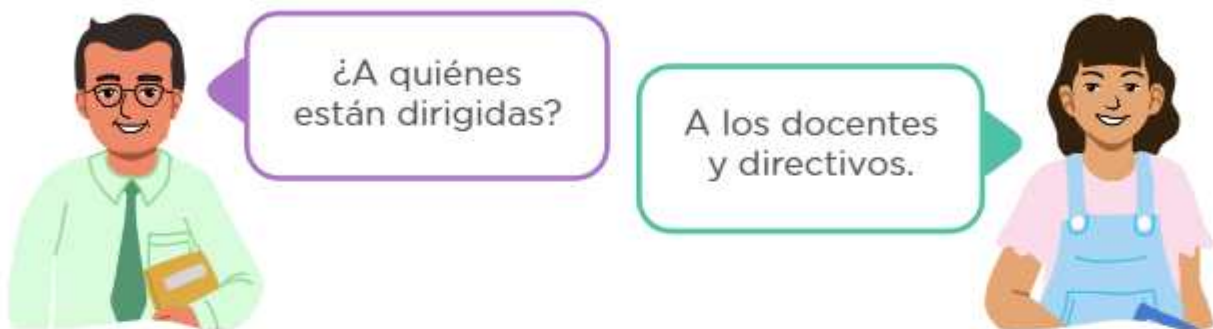 ¿A quiénes
están dirigidas?
A los docentes
y directivos.